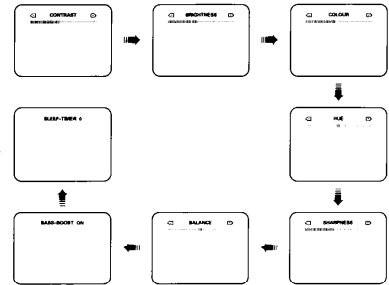 CONTRAST
BRIGHTNESS
COLOUR
SLEEP-TIMER 0
HUE
BASS-BOOST ON
BALANCE
SHARPNESS